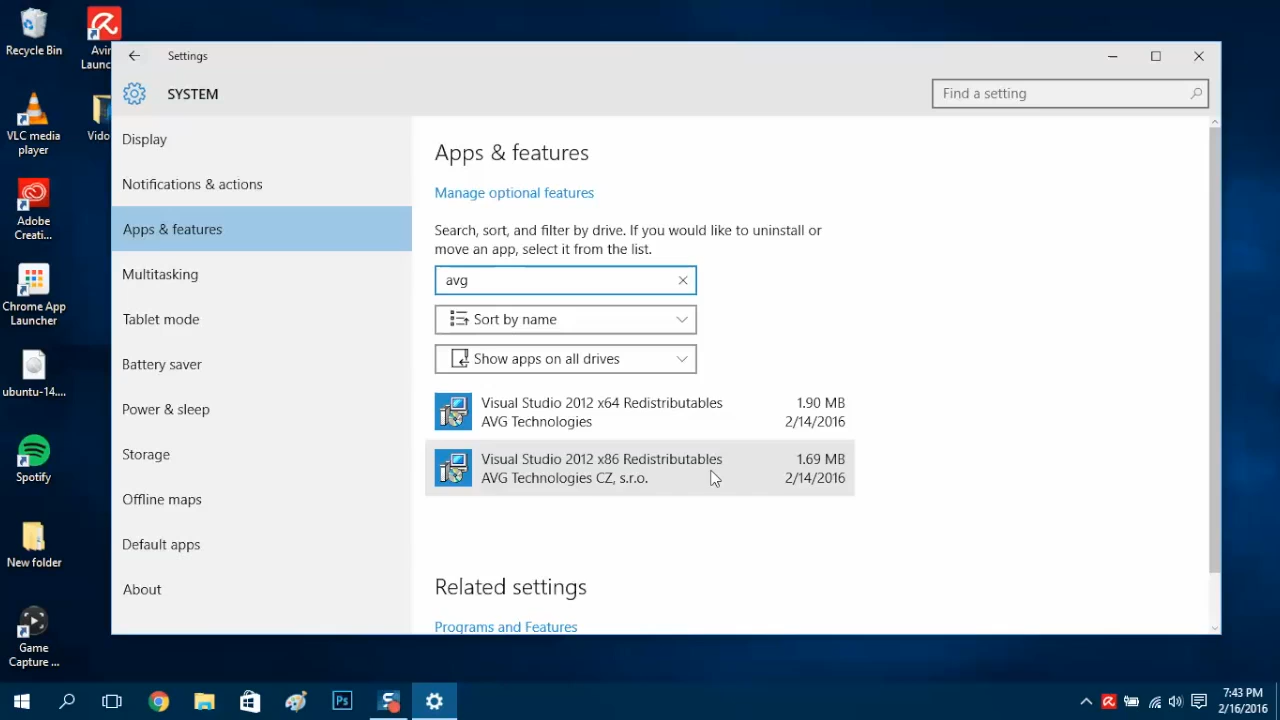 Recycle Bin
Avir
Launc
VLC media
player
Vido
Adobe
Creati...
Chrome App
Launcher
ubuntu-14....
Spotify
New folder
Game
Capture ...
Settings
SYSTEM
Find a setting
Display
Notifications & actions
Apps & features
Multitasking
Tablet mode
Battery saver
Power & sleep
Storage
Offline maps
Default apps
About
Apps & features
Manage optional features
Search, sort, and filter by drive. If you would like to uninstall or
move an app, select it from the list.
avg
Sort by name
Show apps on all drives
Visual Studio 2012 x64 Redistributables 1.90 MB
AVG Technologies 2/14/2016
Visual Studio 2012 x86 Redistributables 1.69 MB
AVG Technologies CZ, s.r.o. 2/14/2016
Related settings
Programs and Features
Ps
7:43 PM
2/16/2016